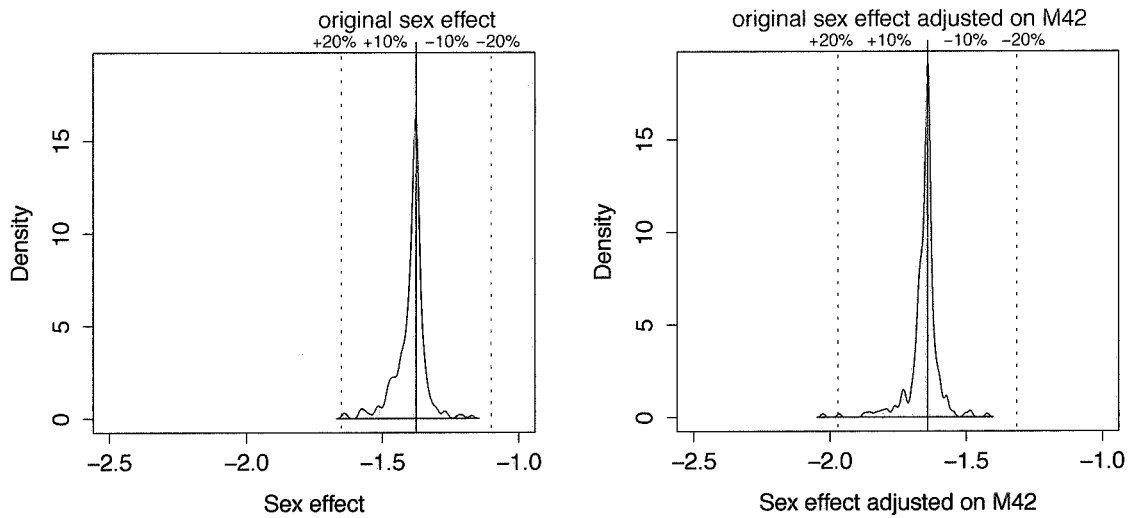 original sex effect
+20% +10% −10% −20%
Density
15
10
5
0
−2.5 −2.0 −1.5 −1.0
Sex effect
original sex effect adjusted on M42
+20% +10% −10% −20%
Density
15
10
5
0
−2.5 −2.0 −1.5 −1.0
Sex effect adjusted on M42